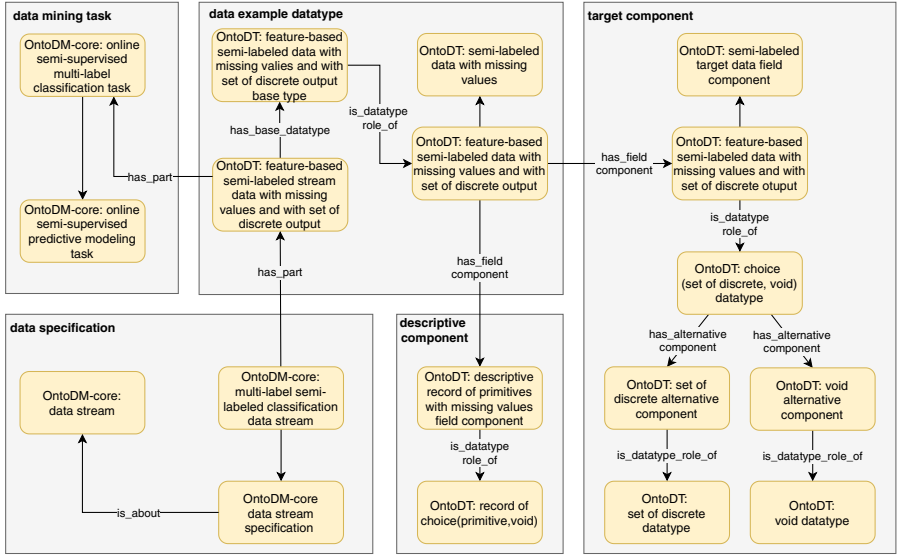 data mining task
OntoDM-core: online
semi-supervised
multi-label
classification task
has_part
OntoDM-core: online
semi-supervised
predictive modeling
task
data example datatype
OntoDT: feature-based
semi-labeled data with
missing valies and with
set of discrete output
base type
has_base_datatype
OntoDT: feature-based
semi-labeled stream
data with missing
values and with set of
discrete output
is_datatype
role_of
OntoDT: semi-labeled
data with missing
values
OntoDT: feature-based
semi-labeled data with
missing values and with
set of discrete output
has_part
has_field
component
has_field
component
target component
OntoDT: semi-labeled
target data field
component
OntoDT: feature-based
semi-labeled data with
missing values and with
set of discrete otuput
is_datatype
role_of
OntoDT: choice
(set of discrete, void)
datatype
has_alternative
component
has_alternative
component
OntoDT: set of
discrete alternative
component
OntoDT: void
alternative
component
is_datatype_role_of
is_datatype_role_of
OntoDT:
set of discrete
datatype
OntoDT:
void datatype
data specification
OntoDM-core:
data stream
OntoDM-core:
multi-label semi-
labeled classification
data stream
is_about
OntoDM-core
data stream
specification
descriptive
component
OntoDT: descriptive
record of primitives
with missing values
field component
is_datatype
role_of
OntoDT: record of
choice(primitive,void)